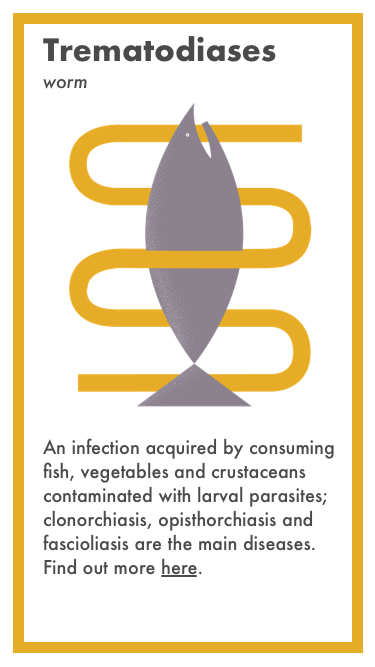 Trematodiases
worm
An infection acquired by consuming
fish, vegetables and crustaceans
contaminated with larval parasites;
clonorchiasis, opisthorchiasis and
fascioliasis are the main diseases.
Find out more here.